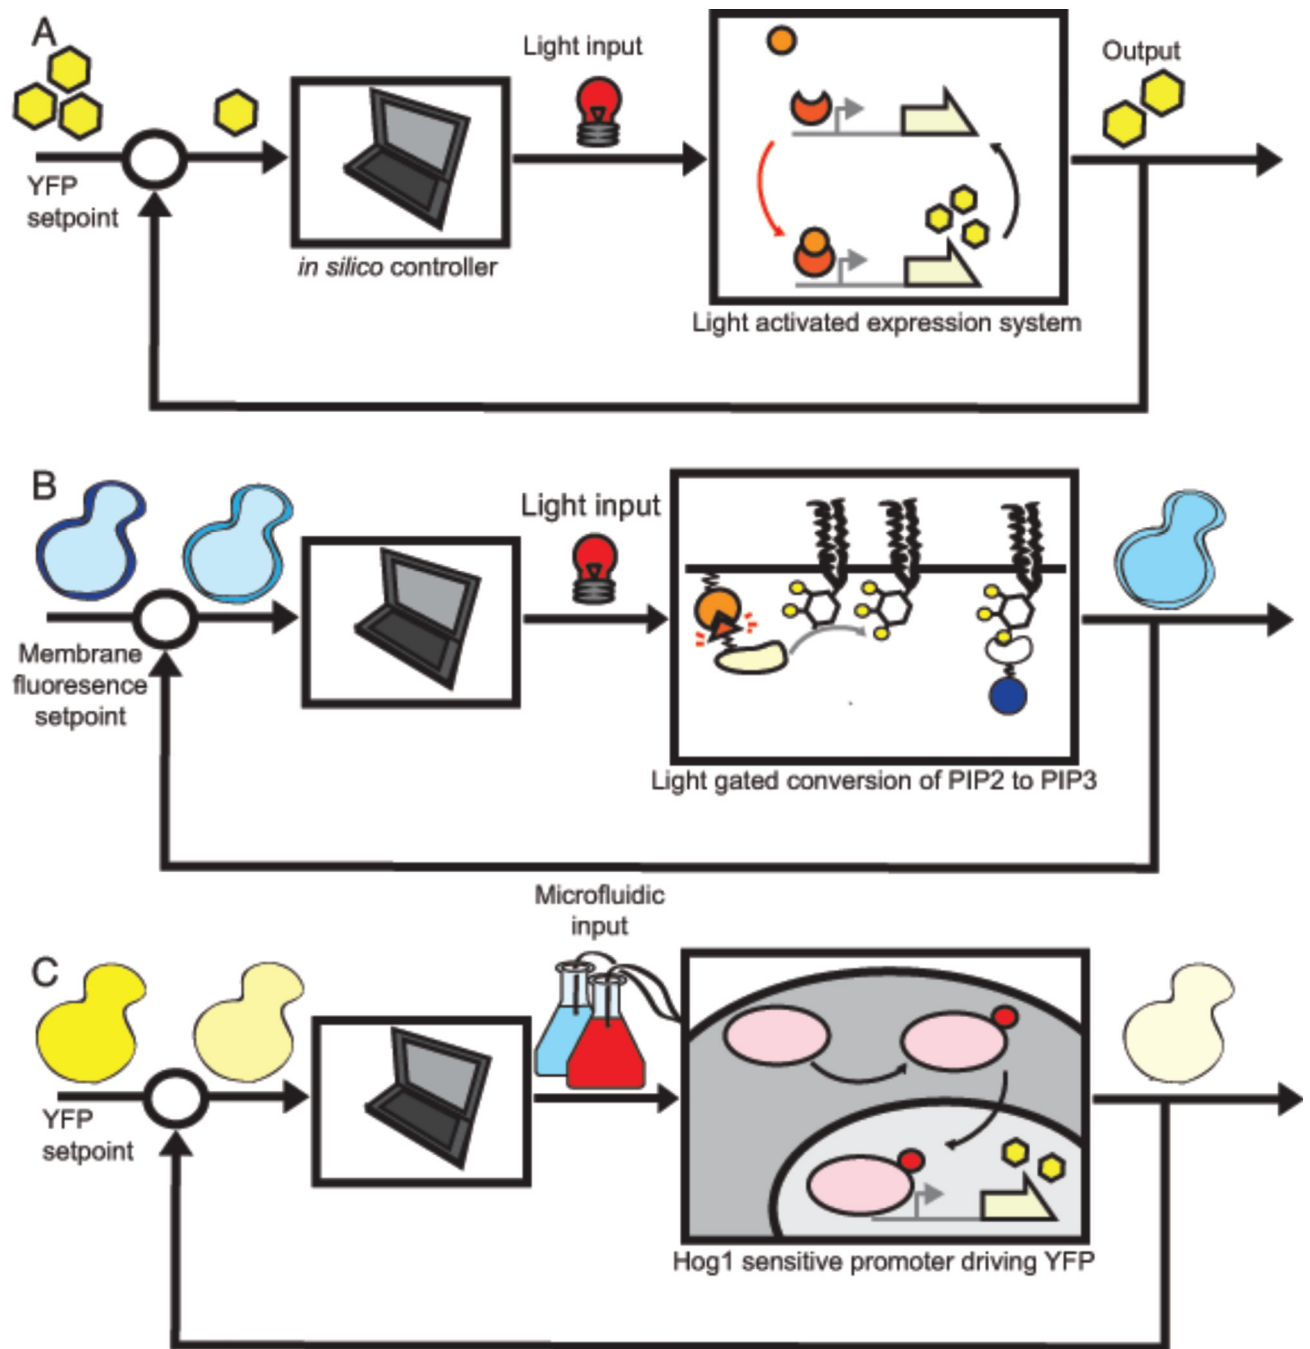 A
Light input
Output
YFP
setpoint
in silico controller
Light activated expression system
B
Light input
Membrane
fluoresence
setpoint
Light gated conversion of PIP2 to PIP3
Microfluidic
input
C
YFP
setpoint
Hog1 sensitive promoter driving YFP